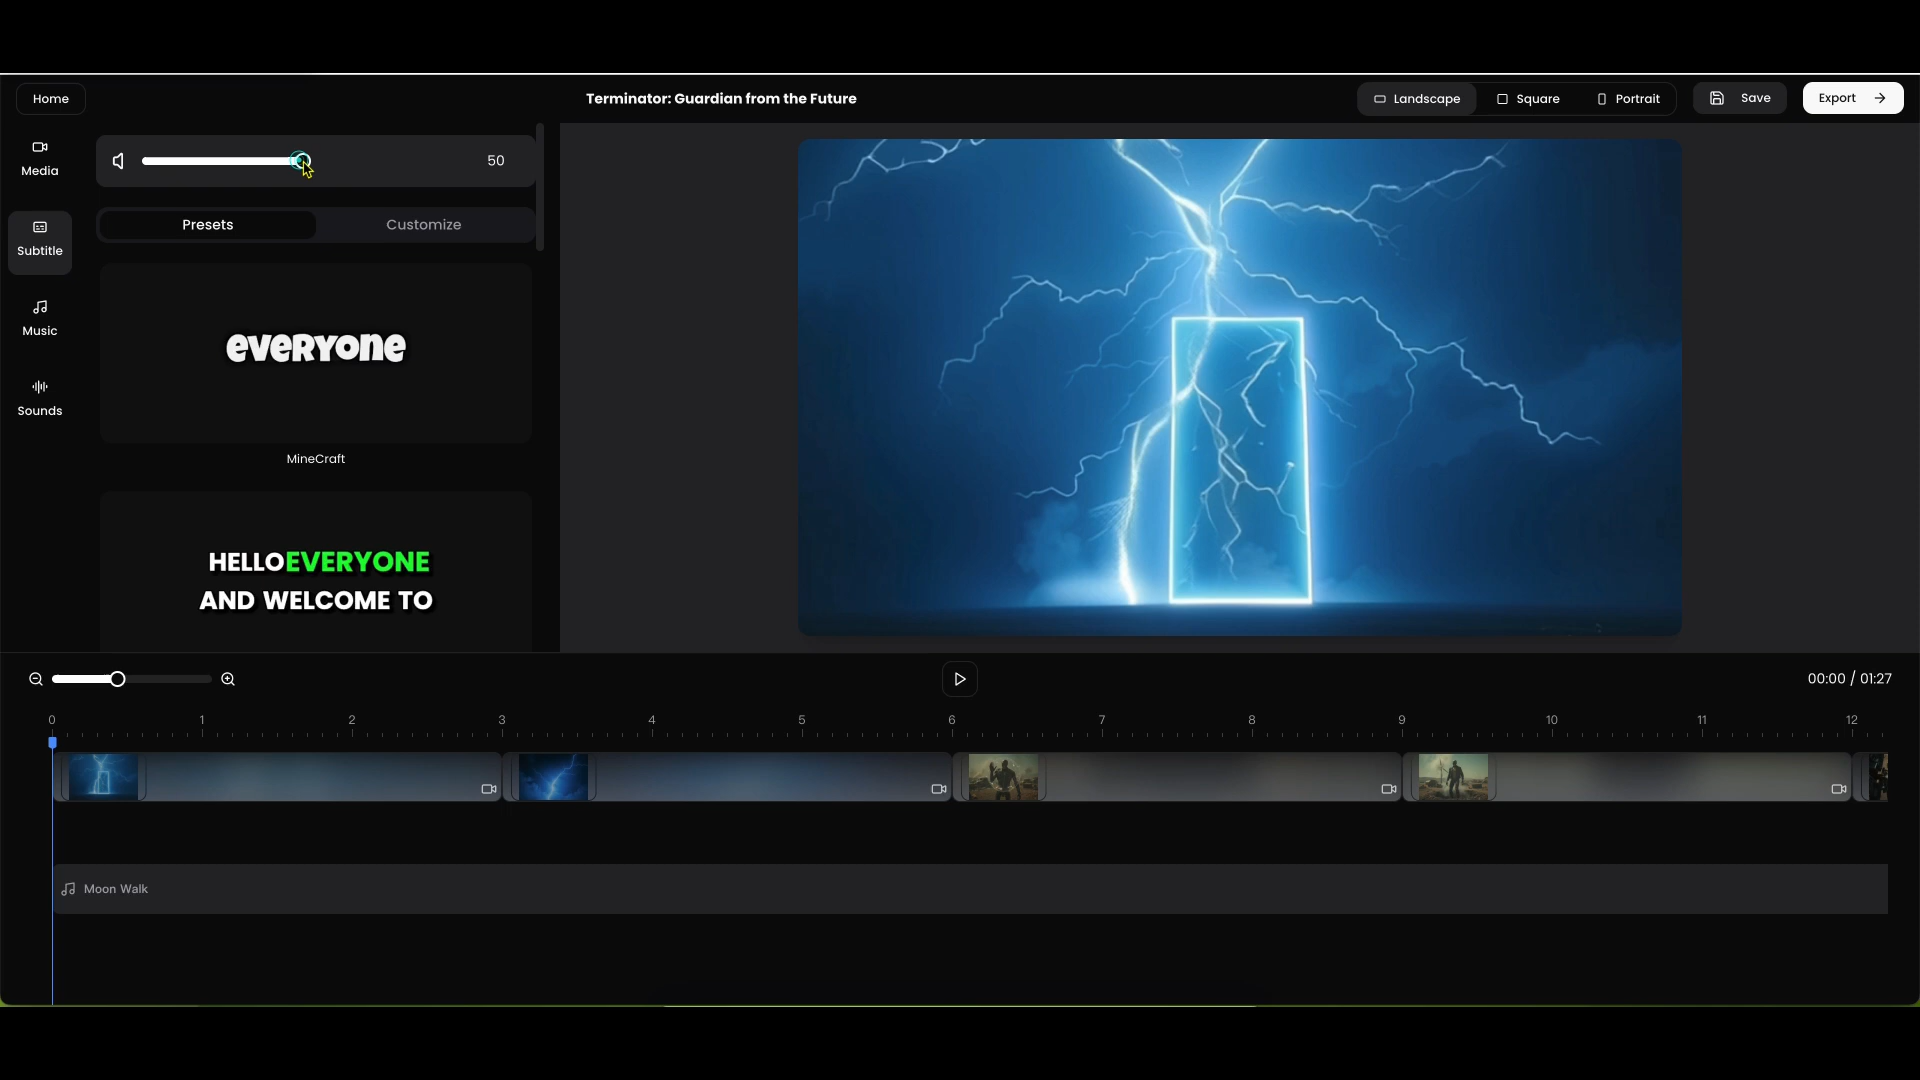 Home
Terminator: Guardian from the Future
Landscape
Square
Portrait
Save
Export
Media
Subtitle
Music
Sounds
50
Presets
Customize
everyone
MineCraft
HELLO EVERYONE
AND WELCOME TO
00:00 / 01:27
0 1 2 3 4 5 6 7 8 9 10 11 12
Moon Walk